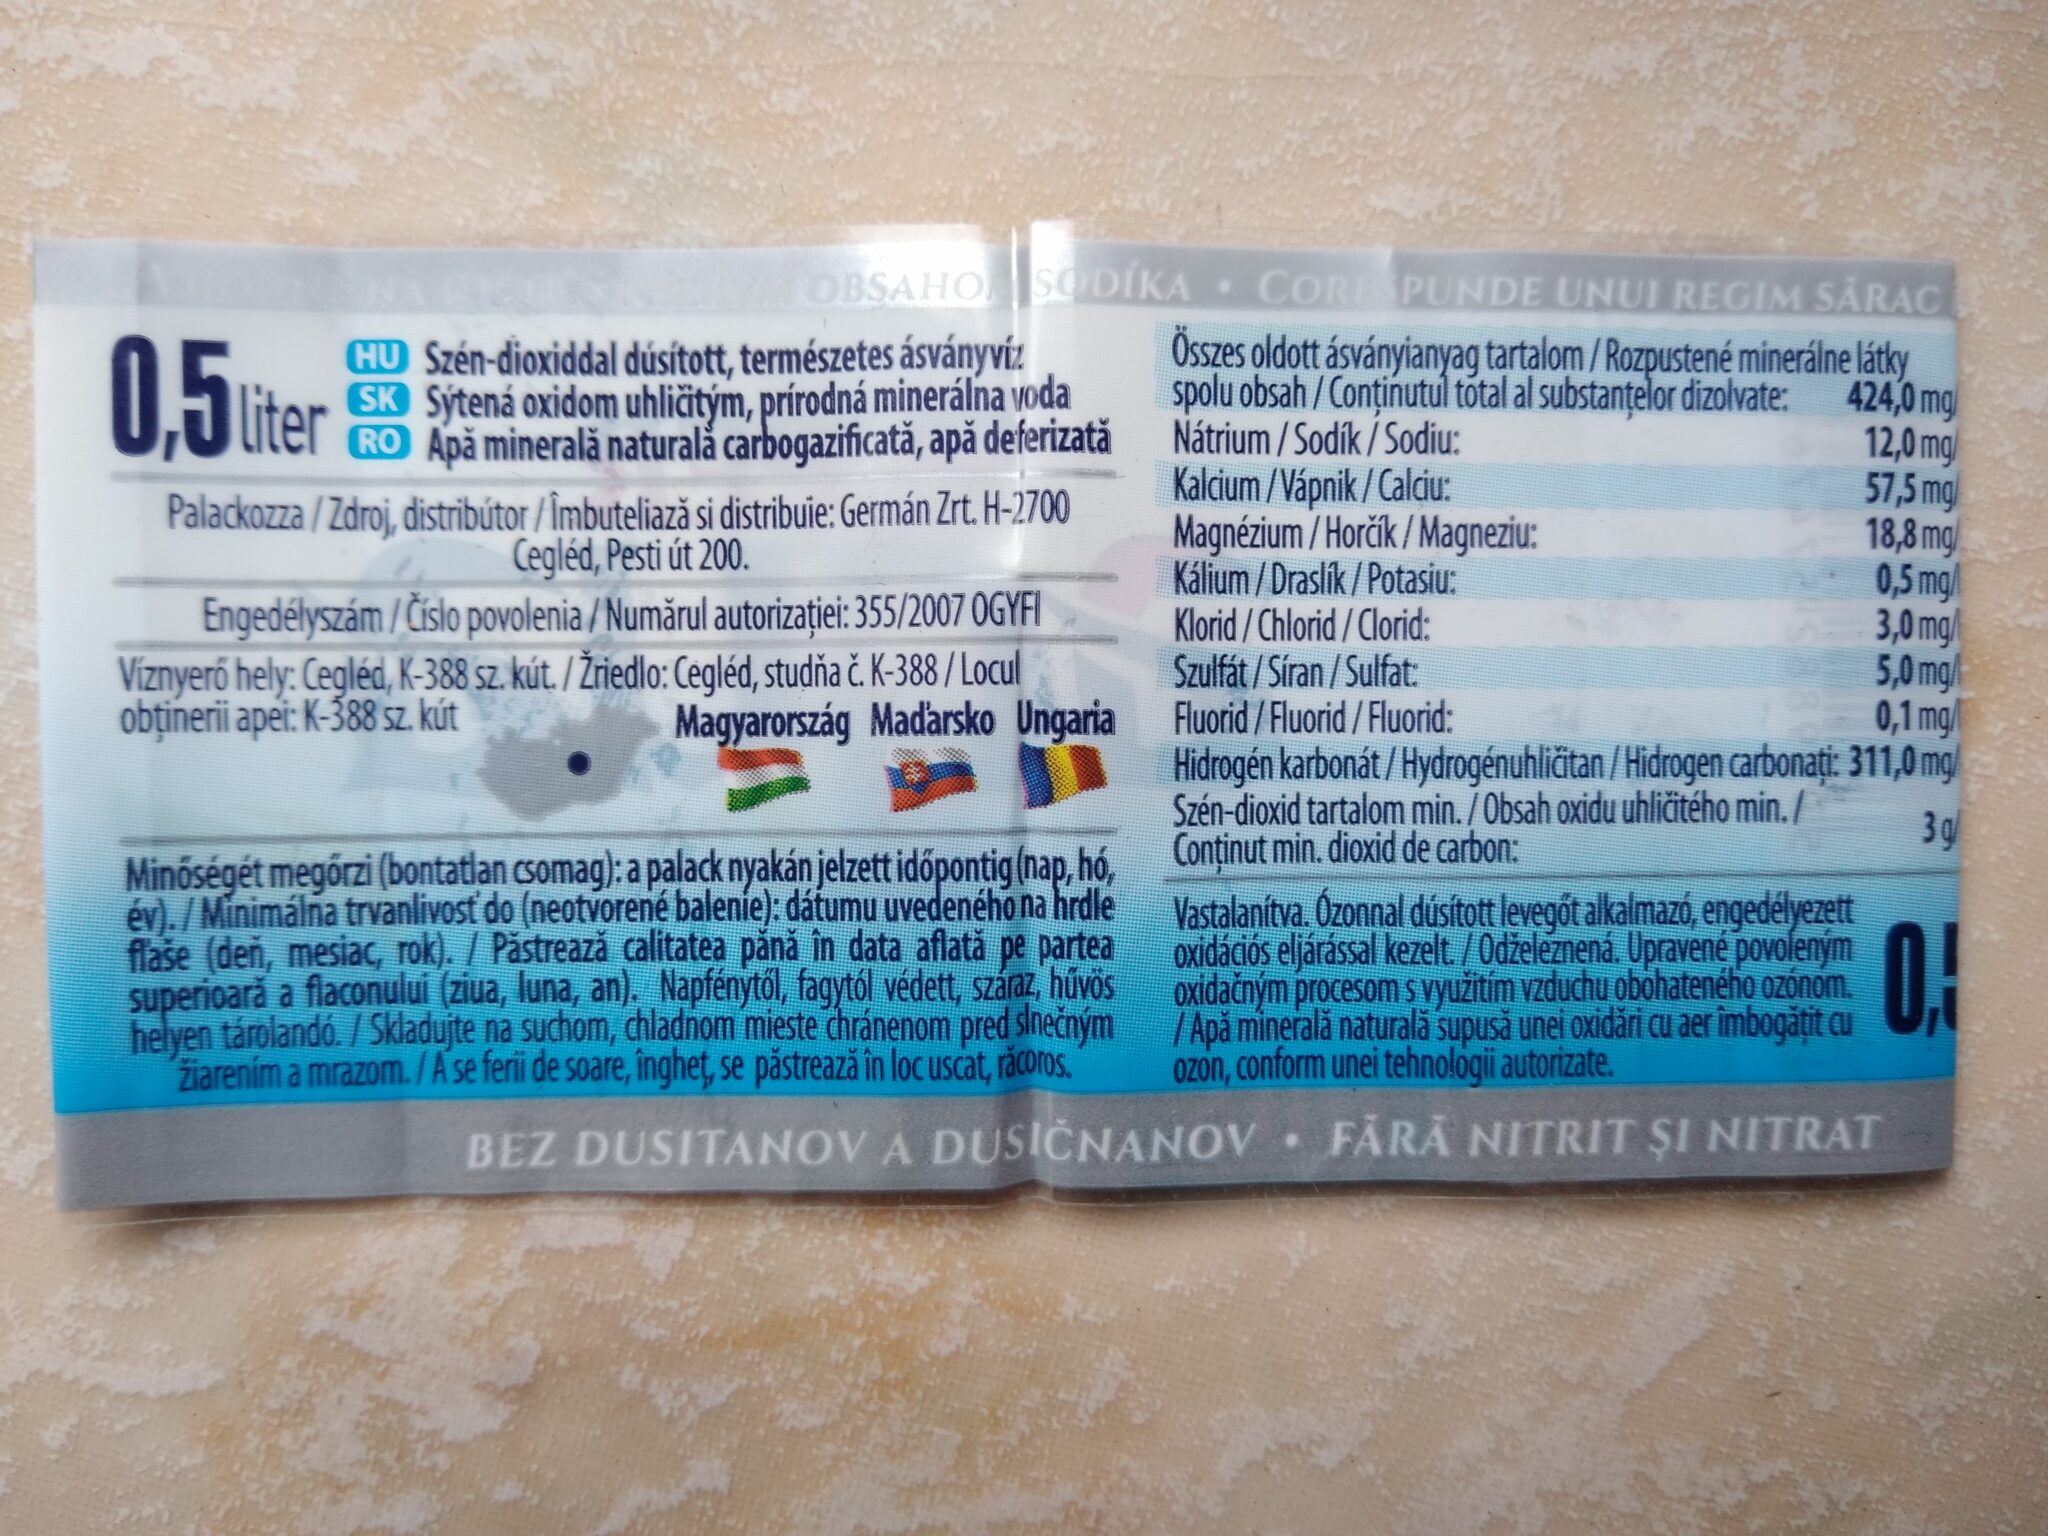 OBSAHOM SODÍKA • CORESPUNDE UNUI REGIM SĂRAC
0,5 liter
HU Szén-dioxiddal dúsított, természetes ásványvíz
SK Sýtená oxidom uhličitým, prírodná minerálna voda
RO Apă minerală naturală carbogazificată, apă deferizată
Palackozza / Zdroj, distribútor / Îmbuteliază si distribuie: Germán Zrt. H-2700
Cegléd, Pesti út 200.
Engedélyszám / Číslo povolenia / Numărul autorizației: 355/2007 OGYFI
Víznyerő hely: Cegléd, K-388 sz. kút. / Žriedlo: Cegléd, studňa č. K-388 / Locul
obținerii apei: K-388 sz. kút
Magyarország Maďarsko Ungaria
Minőségét megőrzi (bontatlan csomag): a palack nyakán jelzett időpontig (nap, hó,
év). / Minimálna trvanlivosť do (neotvorené balenie): dátumu uvedeného na hrdle
fľaše (deň, mesiac, rok). / Păstrează calitatea până în data aflată pe partea
superioară a flaconului (ziua, luna, an). Napfénytől, fagytól védett, száraz, hűvös
helyen tárolandó. / Skladujte na suchom, chladnom mieste chránenom pred slnečným
žiarením a mrazom. / A se ferii de soare, îngheț, se păstrează în loc uscat, răcoros.
Összes oldott ásványianyag tartalom / Rozpustené minerálne látky
spolu obsah / Conținutul total al substanțelor dizolvate: 424,0 mg/
Nátrium / Sodík / Sodiu: 12,0 mg/
Kalcium / Vápnik / Calciu: 57,5 mg/
Magnézium / Horčík / Magneziu: 18,8 mg/
Kálium / Draslík / Potasiu: 0,5 mg/l
Klorid / Chlorid / Clorid: 3,0 mg/l
Szulfát / Síran / Sulfat: 5,0 mg/l
Fluorid / Fluorid / Fluorid: 0,1 mg/l
Hidrogén karbonát / Hydrogénuhličitan / Hidrogen carbonați: 311,0 mg/
Szén-dioxid tartalom min. / Obsah oxidu uhličitého min. /
Conținut min. dioxid de carbon: 3 g/
Vastalanítva. Ózonnal dúsított levegőt alkalmazó, engedélyezett
oxidációs eljárással kezelt. / Odželeznená. Upravené povoleným
oxidačným procesom s využitím vzduchu obohateného ozónom.
/ Apă minerală naturală supusă unei oxidări cu aer îmbogățit cu
ozon, conform unei tehnologii autorizate.
BEZ DUSITANOV A DUSIČNANOV • FĂRĂ NITRIT ȘI NITRAT